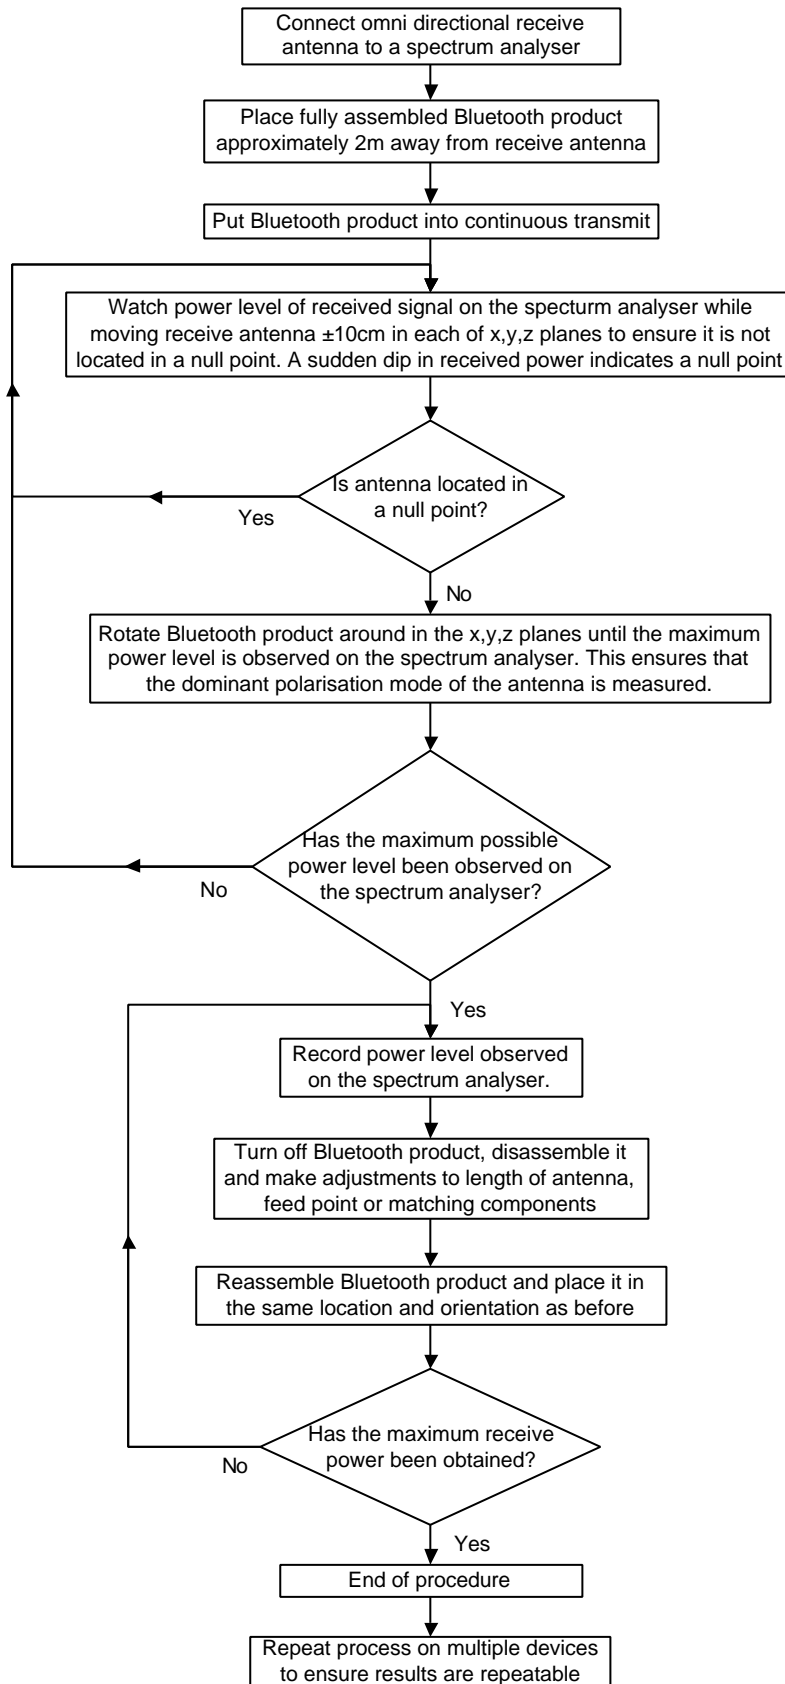 Connect omni directional receive
antenna to a spectrum analyser
Place fully assembled Bluetooth product
approximately 2m away from receive antenna
Put Bluetooth product into continuous transmit
Watch power level of received signal on the specturm analyser while
moving receive antenna ±10cm in each of x,y,z planes to ensure it is not
located in a null point. A sudden dip in received power indicates a null point
Is antenna located in
a null point?
Yes
No
Rotate Bluetooth product around in the x,y,z planes until the maximum
power level is observed on the spectrum analyser. This ensures that
the dominant polarisation mode of the antenna is measured.
Has the maximum possible
power level been observed on
the spectrum analyser?
No
Yes
Record power level observed
on the spectrum analyser.
Turn off Bluetooth product, disassemble it
and make adjustments to length of antenna,
feed point or matching components
Reassemble Bluetooth product and place it in
the same location and orientation as before
Has the maximum receive
power been obtained?
No
Yes
End of procedure
Repeat process on multiple devices
to ensure results are repeatable